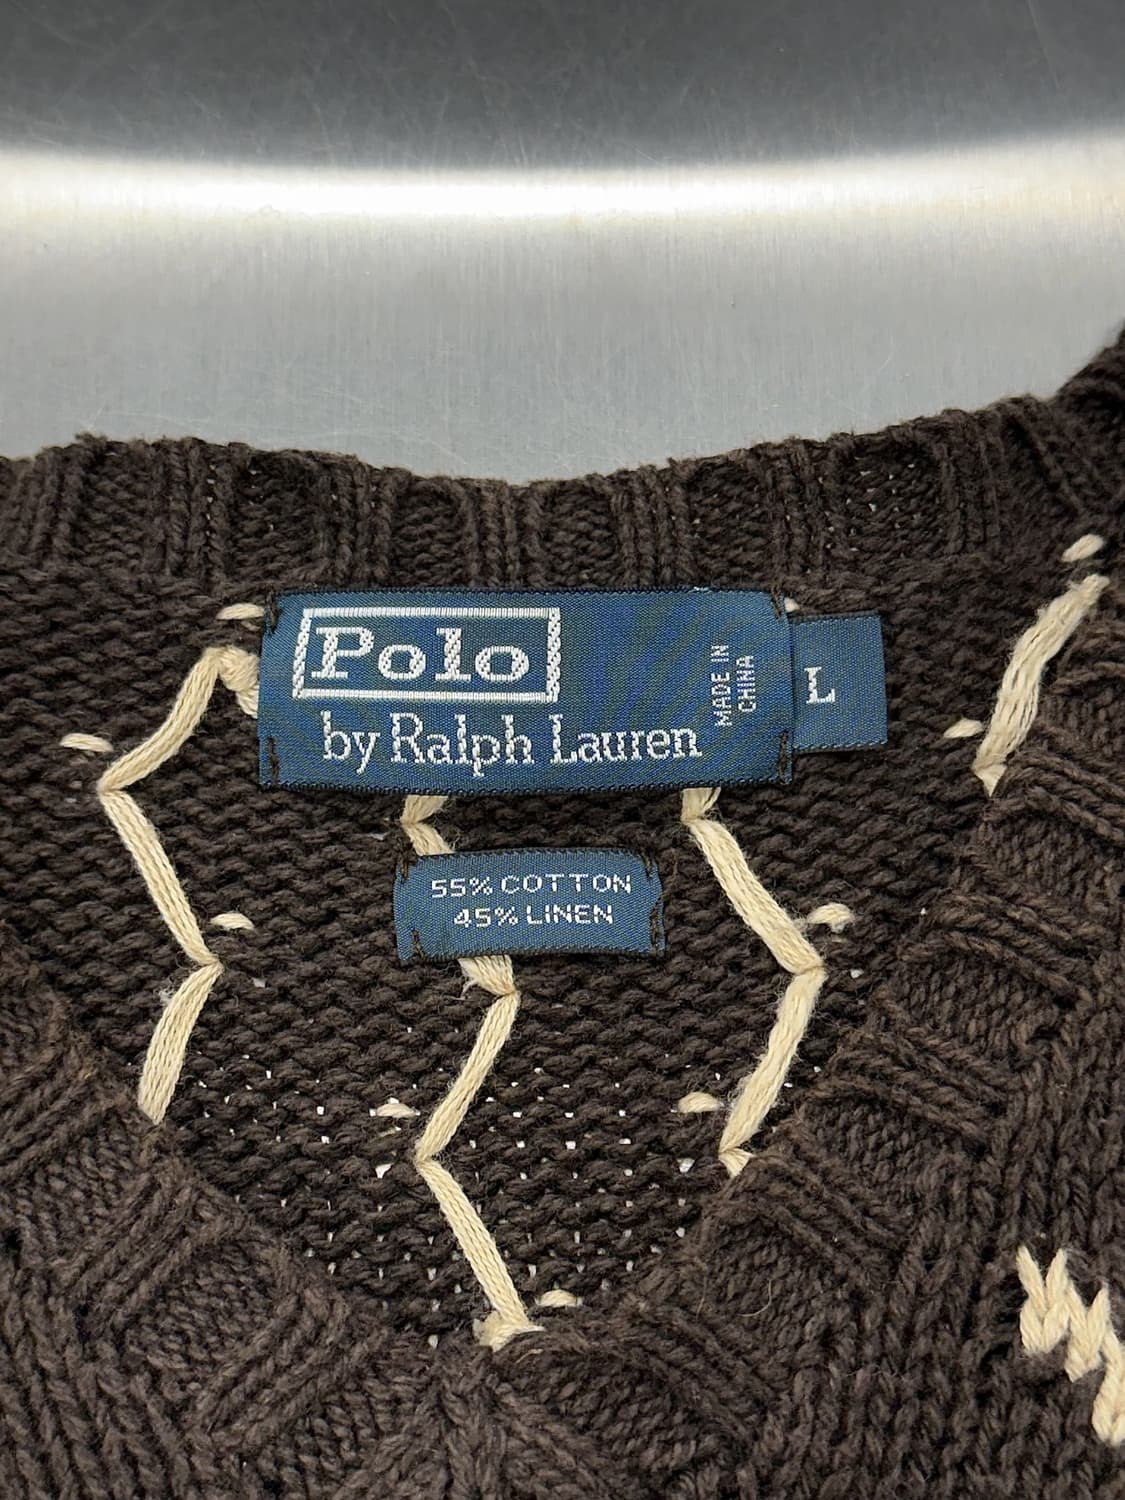 Polo
by Ralph Lauren
MADE IN
CHINA
L
55% COTTON
45% LINEN